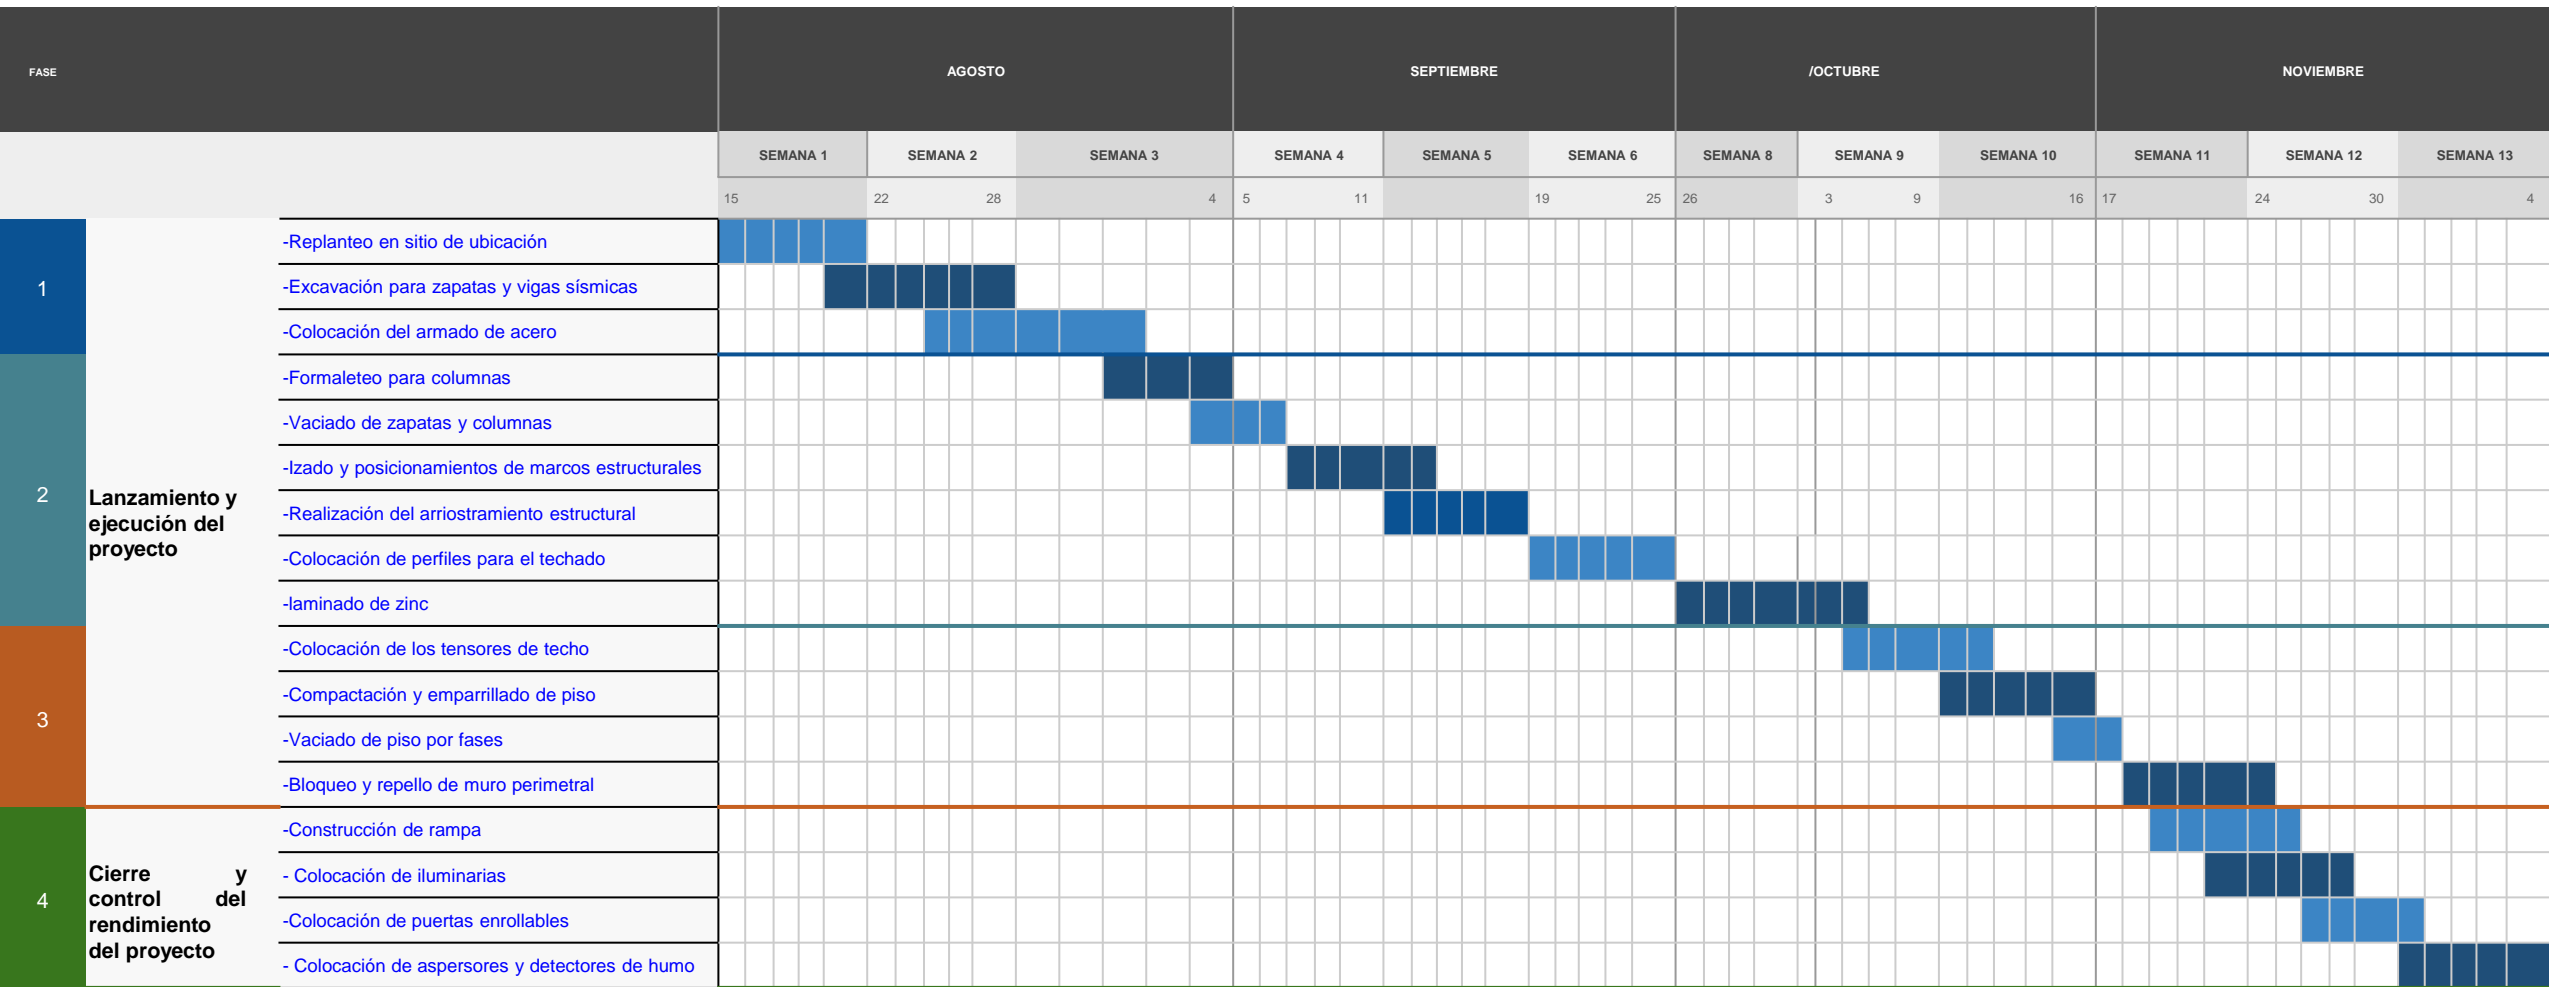 FASE
AGOSTO
SEPTIEMBRE
/OCTUBRE
NOVIEMBRE
SEMANA 1
SEMANA 2
SEMANA 3
SEMANA 4
SEMANA 5
SEMANA 6
SEMANA 8
SEMANA 9
SEMANA 10
SEMANA 11
SEMANA 12
SEMANA 13
15
22
28
4
5
11
19
25
26
3
9
16
17
24
30
4
1
-Replanteo en sitio de ubicación
-Excavación para zapatas y vigas sísmicas
-Colocación del armado de acero
2
Lanzamiento y
ejecución del
proyecto
-Formaleteo para columnas
-Vaciado de zapatas y columnas
-Izado y posicionamientos de marcos estructurales
-Realización del arriostramiento estructural
-Colocación de perfiles para el techado
-laminado de zinc
3
-Colocación de los tensores de techo
-Compactación y emparrillado de piso
-Vaciado de piso por fases
-Bloqueo y repello de muro perimetral
4
Cierre y
control del
rendimiento
del proyecto
-Construcción de rampa
- Colocación de iluminarias
-Colocación de puertas enrollables
- Colocación de aspersores y detectores de humo